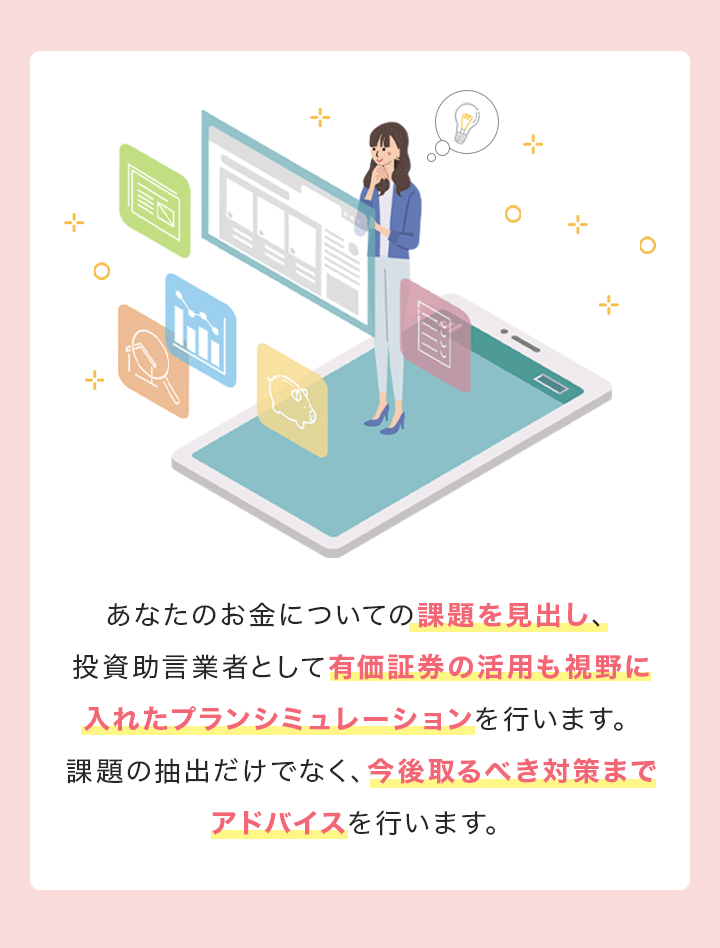 あなたのお金についての課題を見出し、
投資助言業者として有価証券の活用も視野に
入れたプランシミュレーションを行います。
課題の抽出だけでなく、今後取るべき対策まで
アドバイスを行います。